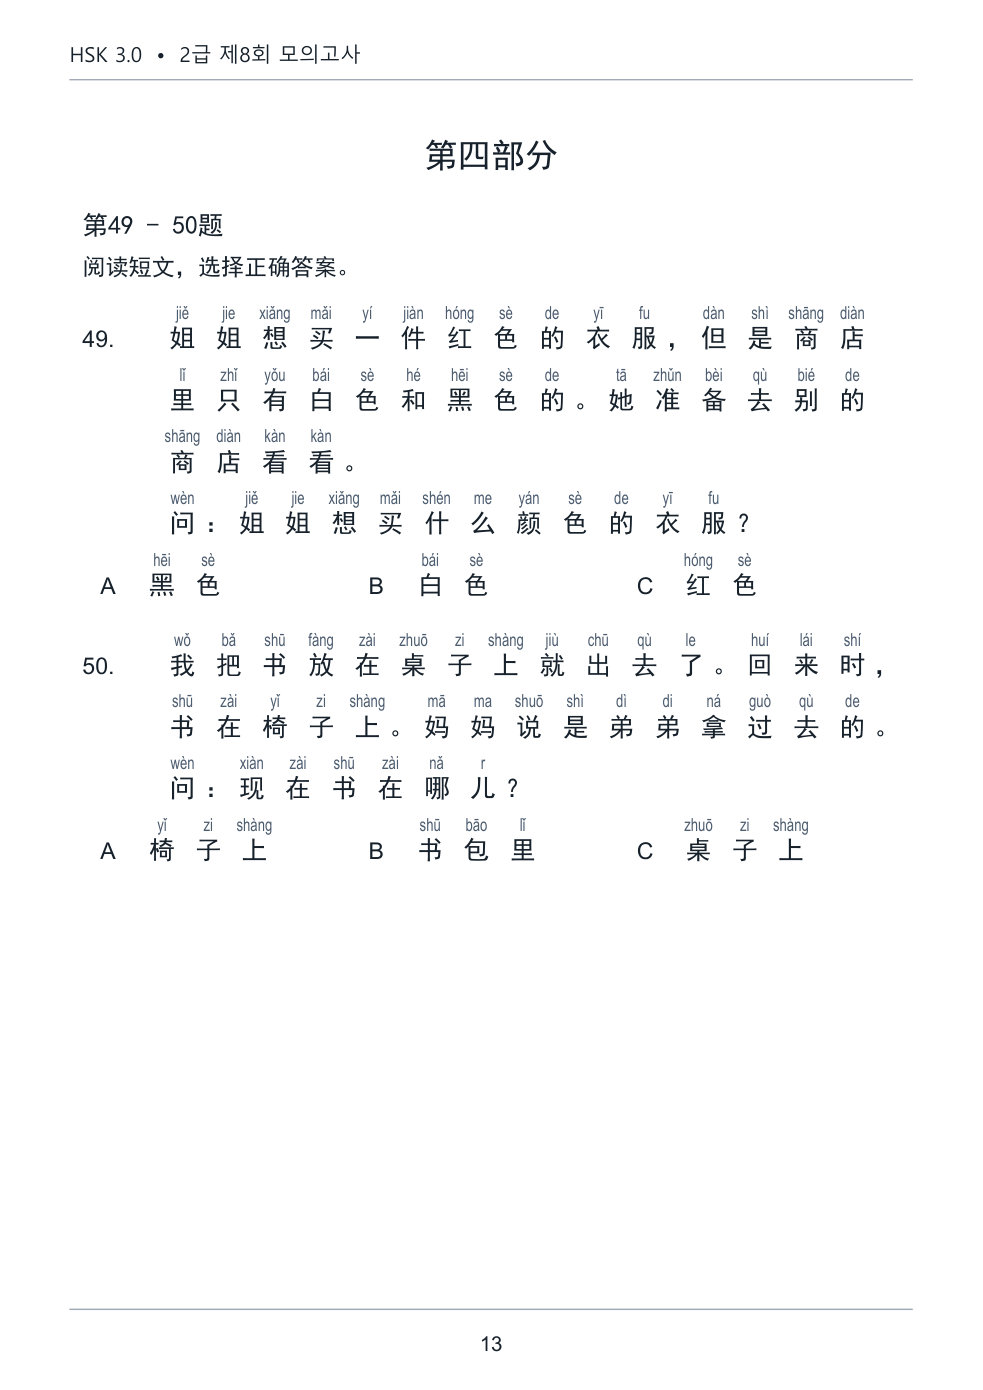 HSK 3.0 • 2급 제8회 모의고사
第四部分
第49 - 50题
阅读短文，选择正确答案。
jiě jie xiǎng mǎi yí jiàn hóng sè de yī fu dàn shì shāng diàn
49. 姐姐想买一件红色的衣服，但是商店
lǐ zhǐ yǒu bái sè hé hēi sè de tā zhǔn bèi qù bié de
里只有白色和黑色的。她准备去别的
shāng diàn kàn kàn
商店看看。
wèn jiě jie xiǎng mǎi shén me yán sè de yī fu
问：姐姐想买什么颜色的衣服？
hēi sè bái sè hóng sè
A 黑色 B 白色 C 红色
wǒ bǎ shū fàng zài zhuō zi shàng jiù chū qù le huí lái shí
50. 我把书放在桌子上就出去了。回来时，
shū zài yǐ zi shàng mā ma shuō shì dì di ná guò qù de
书在椅子上。妈妈说是弟弟拿过去的。
wèn xiàn zài shū zài nǎ r
问：现在书在哪儿？
yǐ zi shàng shū bāo lǐ zhuō zi shàng
A 椅子上 B 书包里 C 桌子上
13